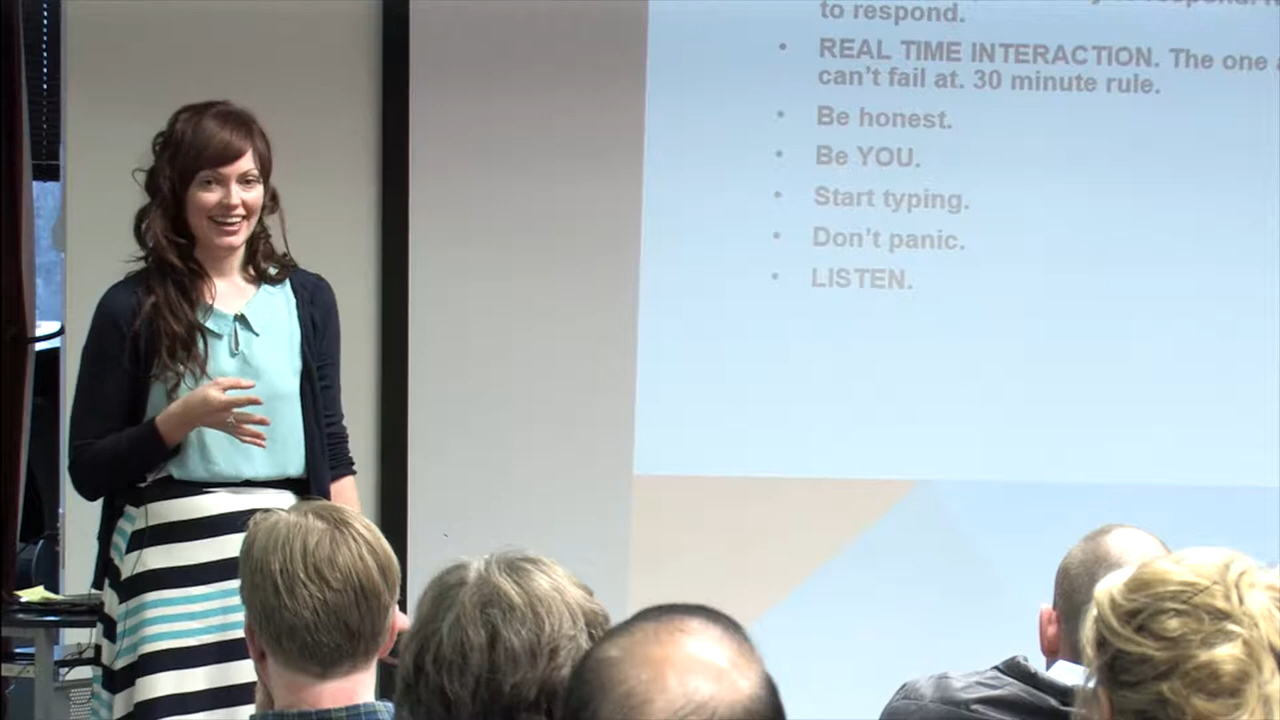 respond.
to respond.
• REAL TIME INTERACTION. The one
can't fail at. 30 minute rule.
• Be honest.
• Be YOU.
• Start typing.
• Don't panic.
• LISTEN.